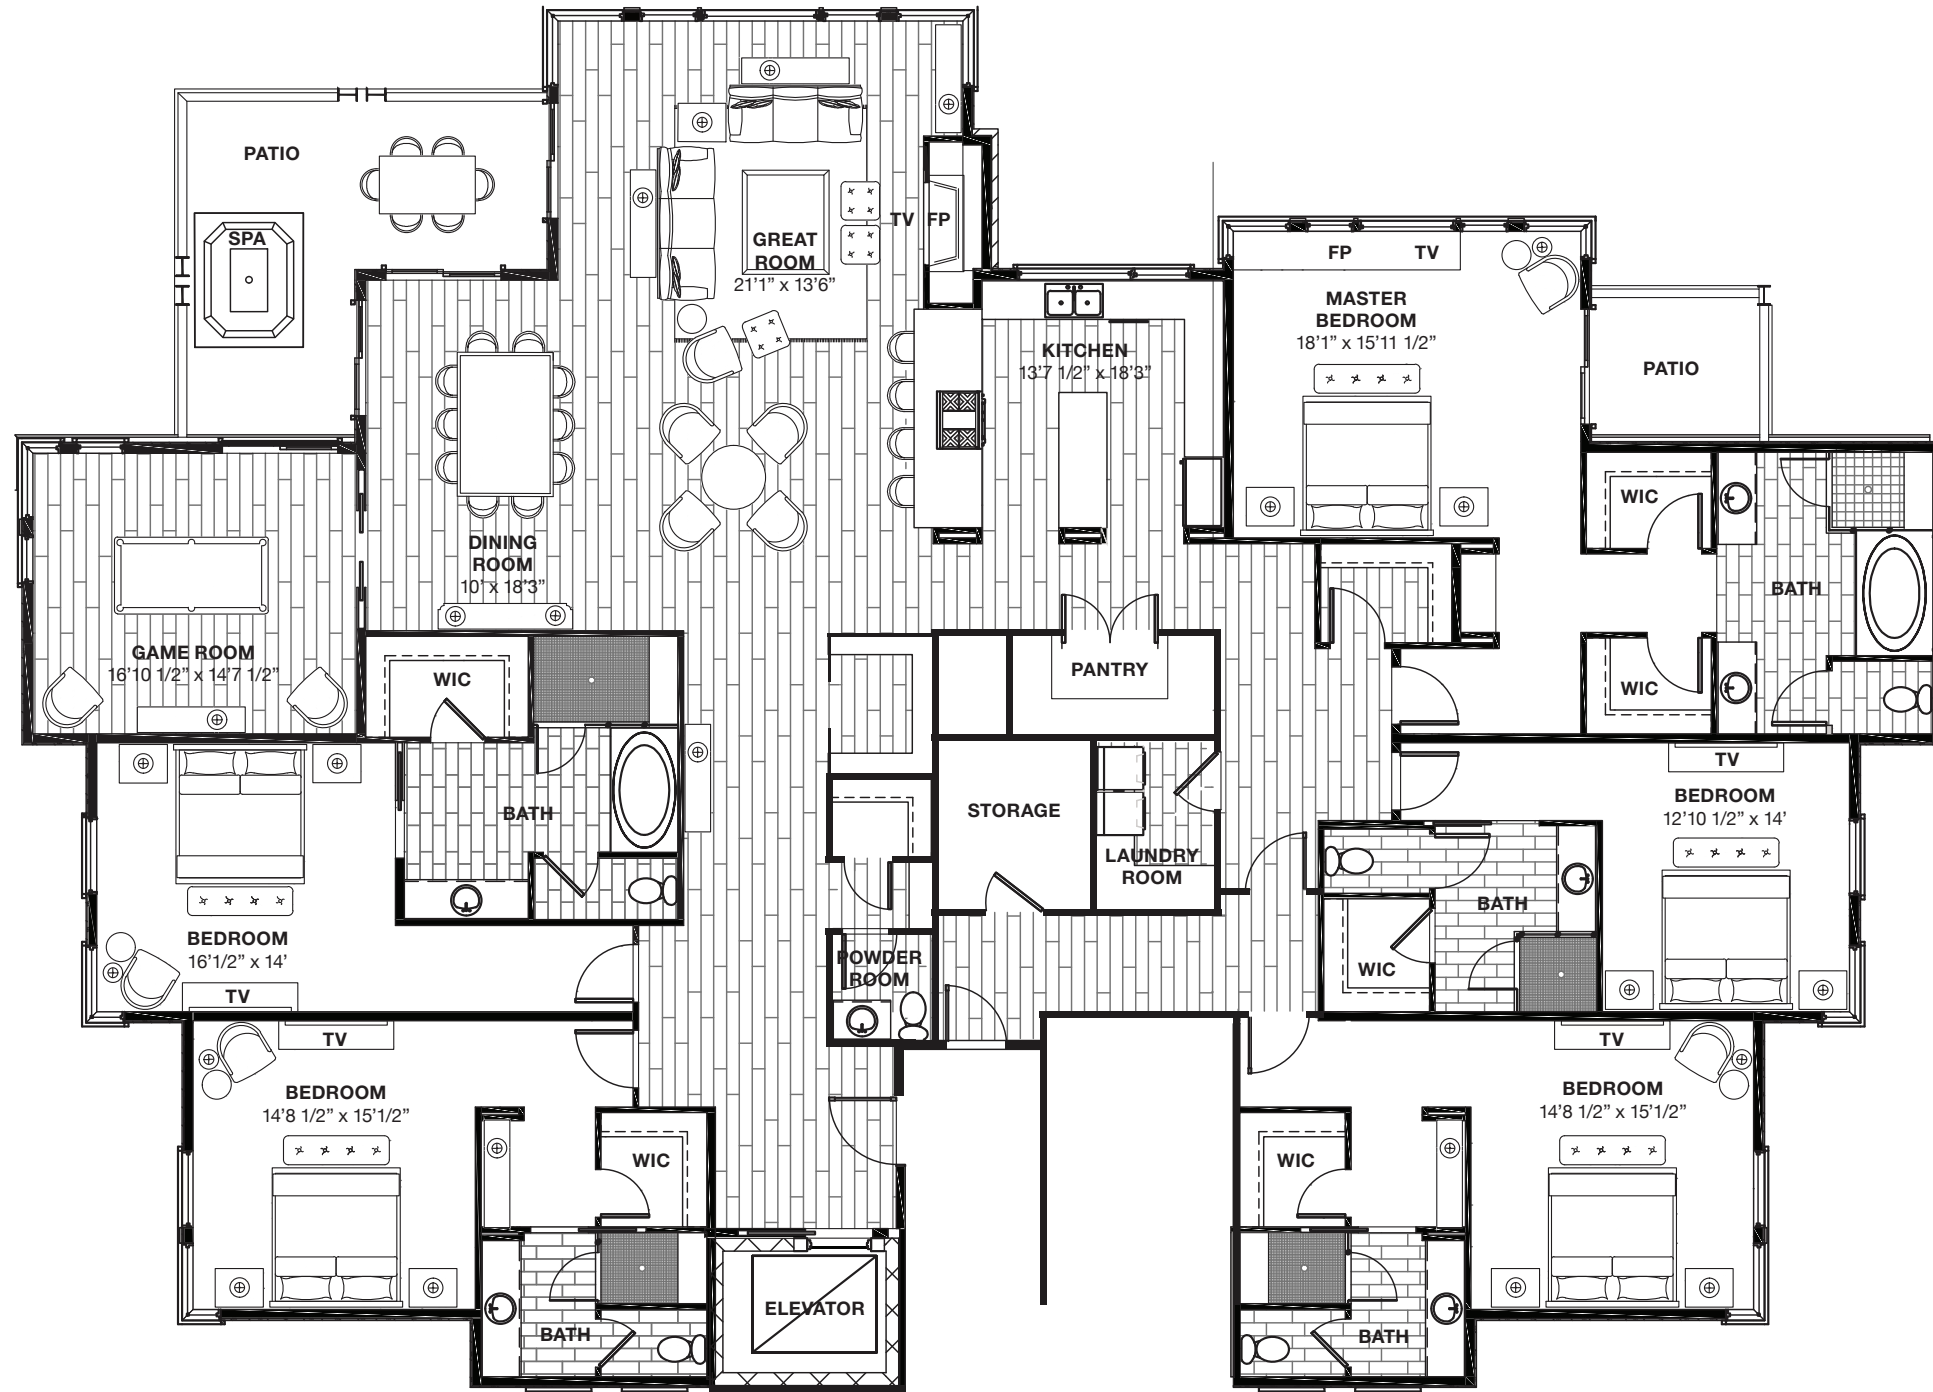 PATIO
SPA
GREAT
ROOM
21'1" x 13'6"
TV FP
FP TV
MASTER
BEDROOM
18'1" x 15'11 1/2"
PATIO
KITCHEN
13'7 1/2" x 18'3"
DINING
ROOM
10' x 18'3"
GAME ROOM
16'10 1/2" x 14'7 1/2"
WIC
WIC
BATH
WIC
PANTRY
BATH
STORAGE
LAUNDRY
ROOM
TV
BEDROOM
12'10 1/2" x 14'
BATH
WIC
BEDROOM
16'1/2" x 14'
TV
POWDER
ROOM
TV
BEDROOM
14'8 1/2" x 15'1/2"
WIC
BATH
ELEVATOR
TV
BEDROOM
14'8 1/2" x 15'1/2"
WIC
BATH